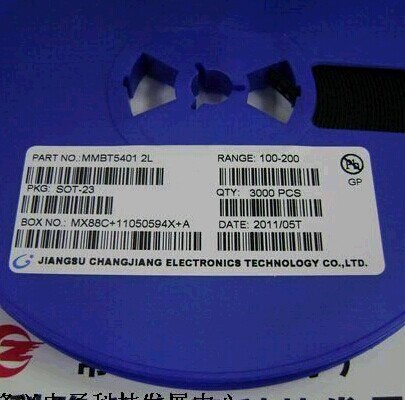 PART NO.:MMBT5401 2L
RANGE: 100-200
PKG: SOT-23
QTY: 3000 PCS
GP
BOX NO.: MX88C+11050594X+A
DATE: 2011/05T
JIANGSU CHANGJIANG ELECTRONICS TECHNOLOGY CO.,LTD.